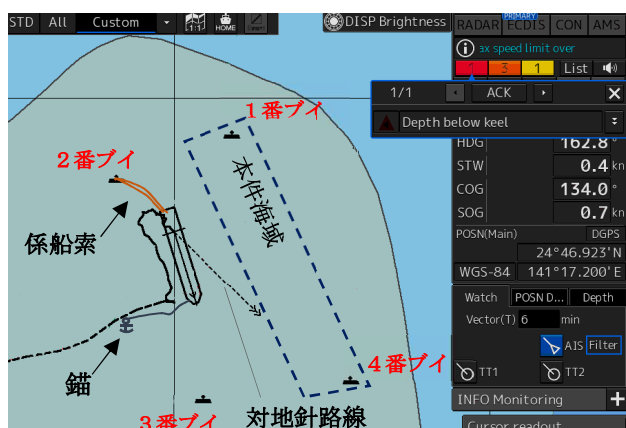 STD All Custom 1:1 HOME DISP Brightness
RADAR ECDIS CON AMS
PRIMARY
ax speed limit over
1 3 1 List
1/1 ACK
Depth below keel
HDG 162.8 °
STW 0.4 kn
COG 134.0 °
SOG 0.7 kn
POSN(Main) DGPS
24°46.923'N
WGS-84 141°17.200'E
Watch POSN D... Depth
Vector(T) 6 min
AIS Filter
TT1 TT2
INFO Monitoring
Cursor readout
1番ブイ
2番ブイ
本件海域
係船索
錨
4番ブイ
3番ブイ
対地針路線